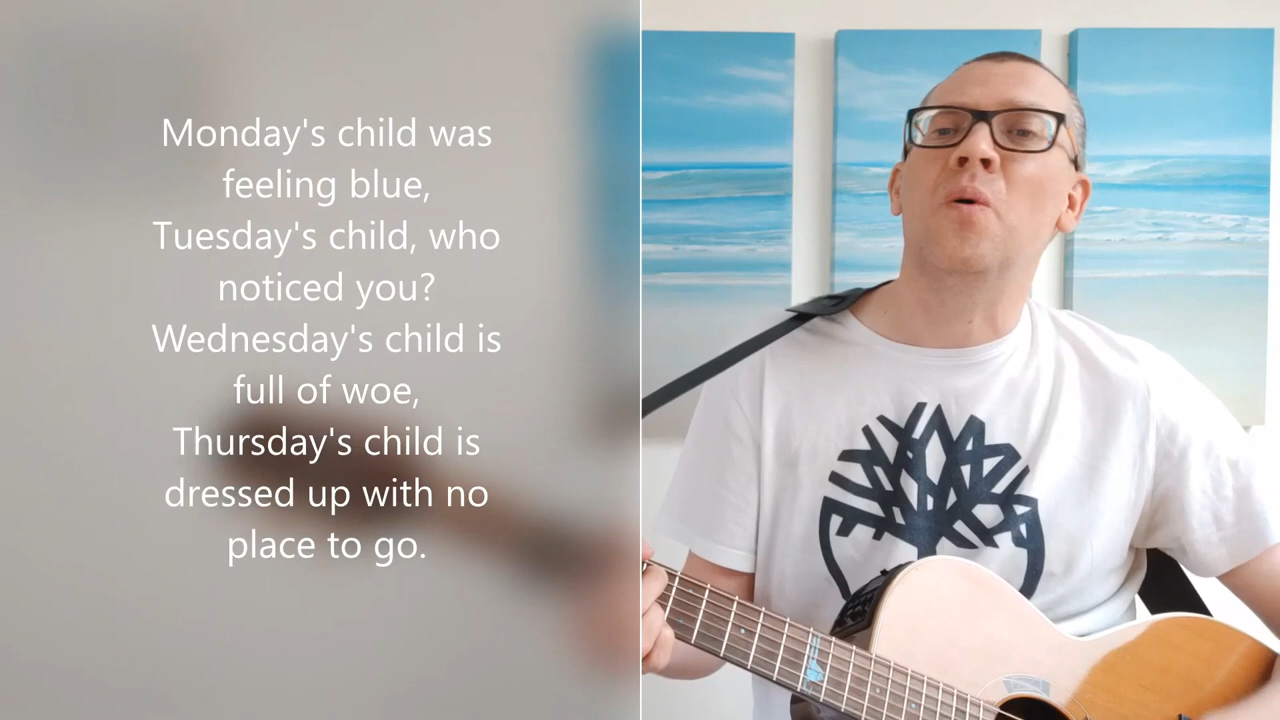 Monday's child was
feeling blue,
Tuesday's child, who
noticed you?
Wednesday's child is
full of woe,
Thursday's child is
dressed up with no
place to go.